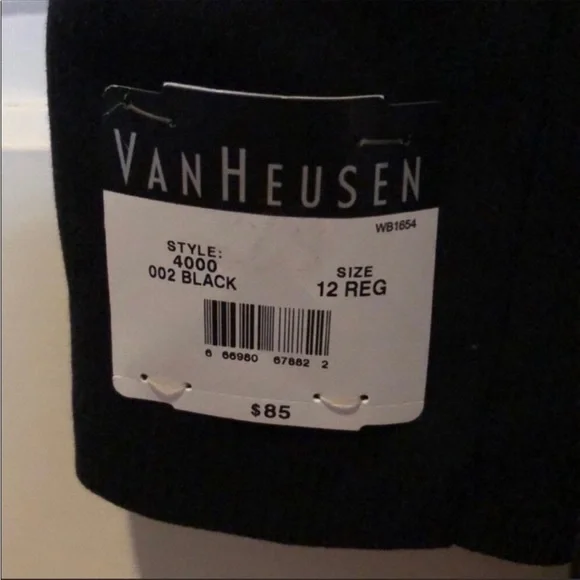 VANHEUSEN
WB1654
STYLE:
4000
002 BLACK
SIZE
12 REG
6 66980 67882 2
$85